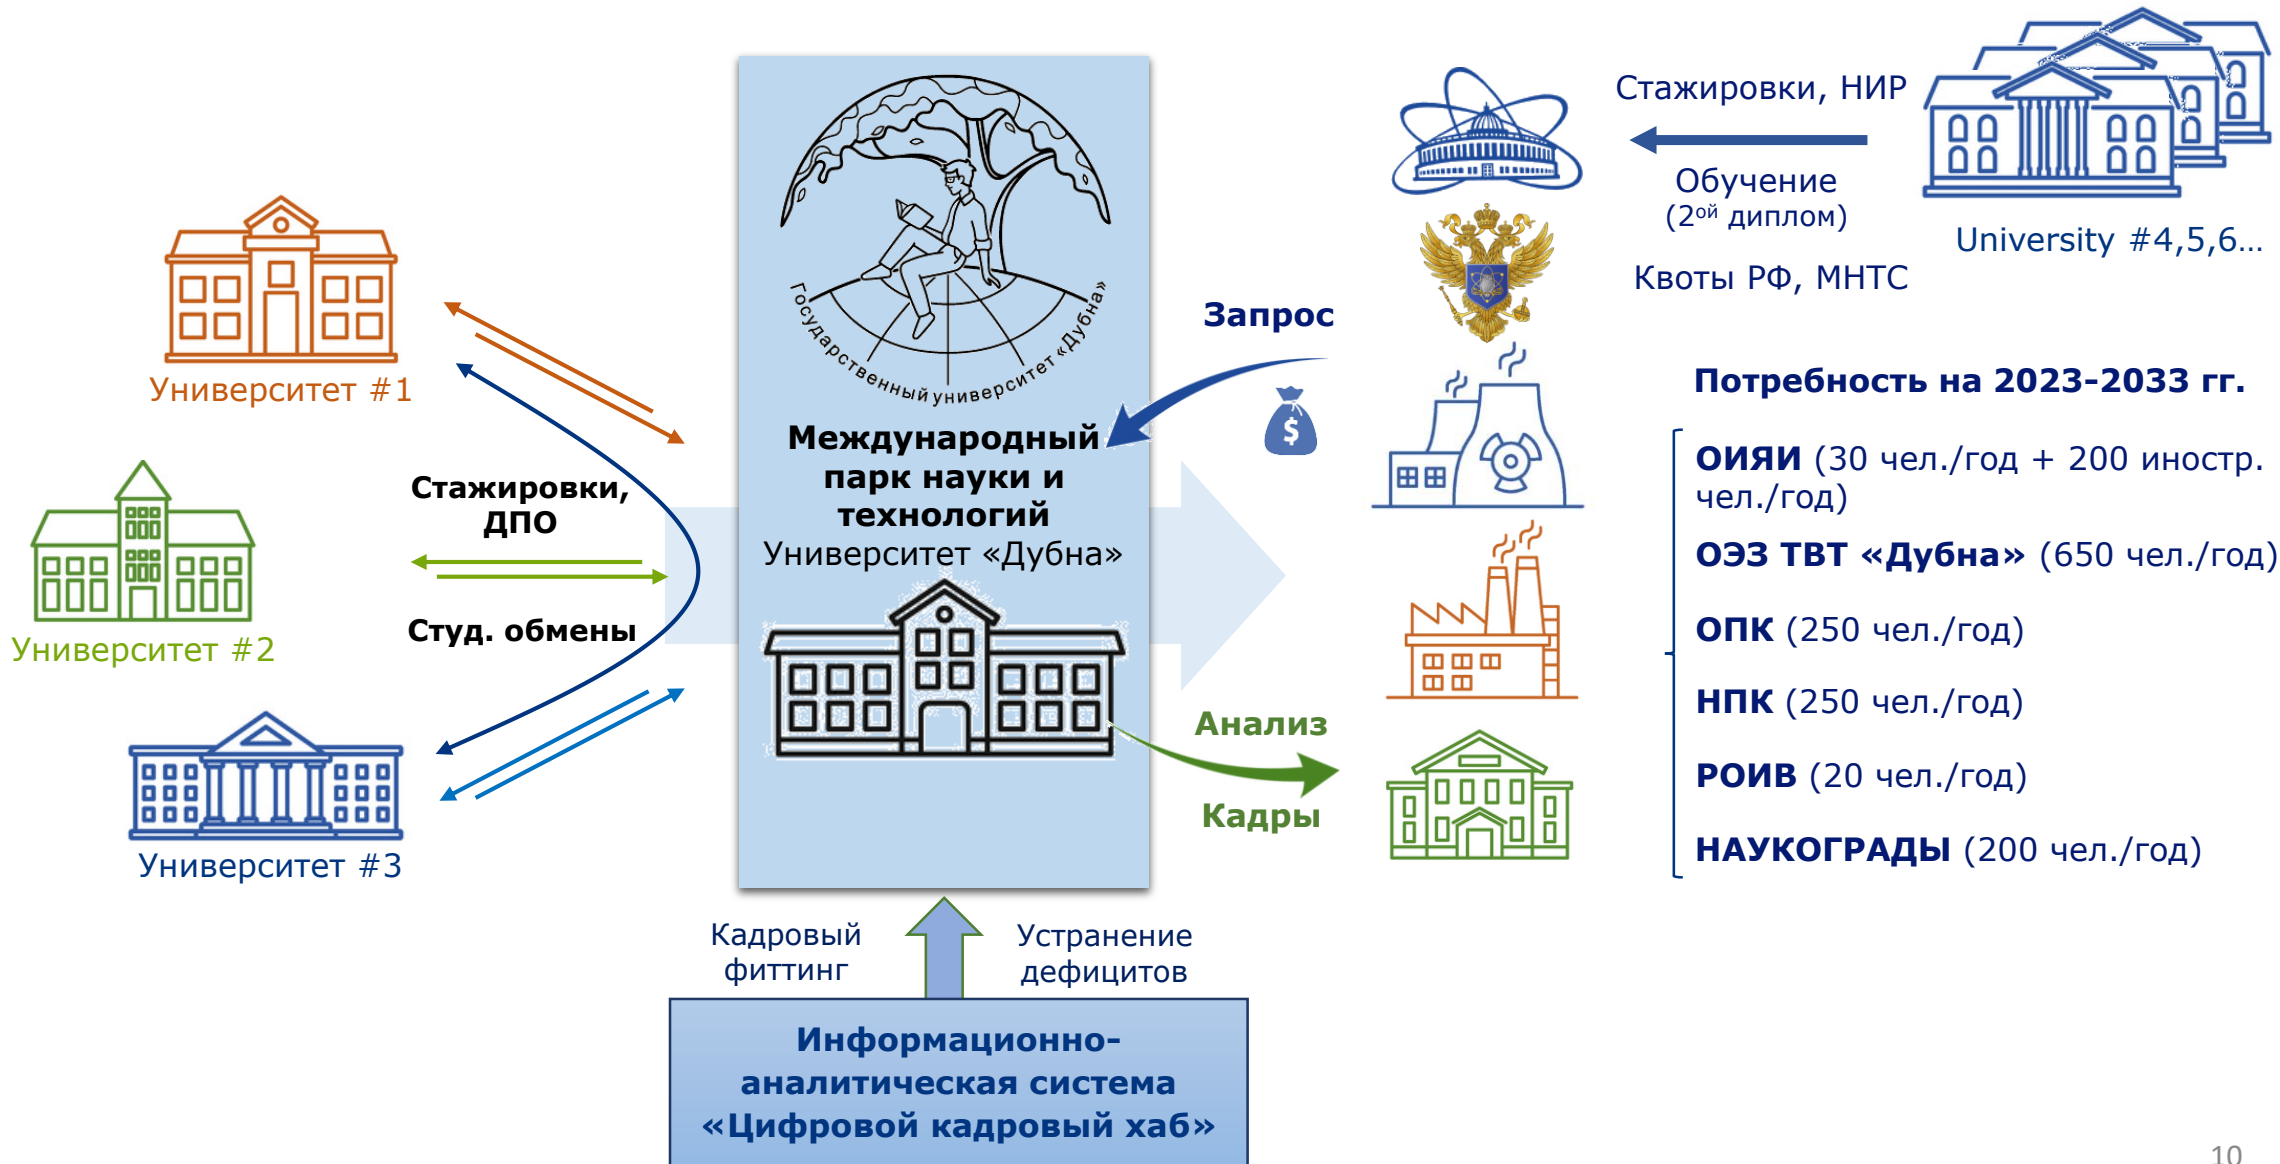 Университет #1
Университет #2
Университет #3
Стажировки,
ДПО
Студ. обмены
Государственный университет «Дубна»
Международный
парк науки и
технологий
Университет «Дубна»
Кадровый
фиттинг
Устранение
дефицитов
Информационно-
аналитическая система
«Цифровой кадровый хаб»
Запрос
$
Анализ
Кадры
Стажировки, НИР
Обучение
(2ой диплом)
Квоты РФ, МНТС
University #4,5,6…
Потребность на 2023-2033 гг.
ОИЯИ (30 чел./год + 200 иностр.
чел./год)
ОЭЗ ТВТ «Дубна» (650 чел./год)
ОПК (250 чел./год)
НПК (250 чел./год)
РОИВ (20 чел./год)
НАУКОГРАДЫ (200 чел./год)
10